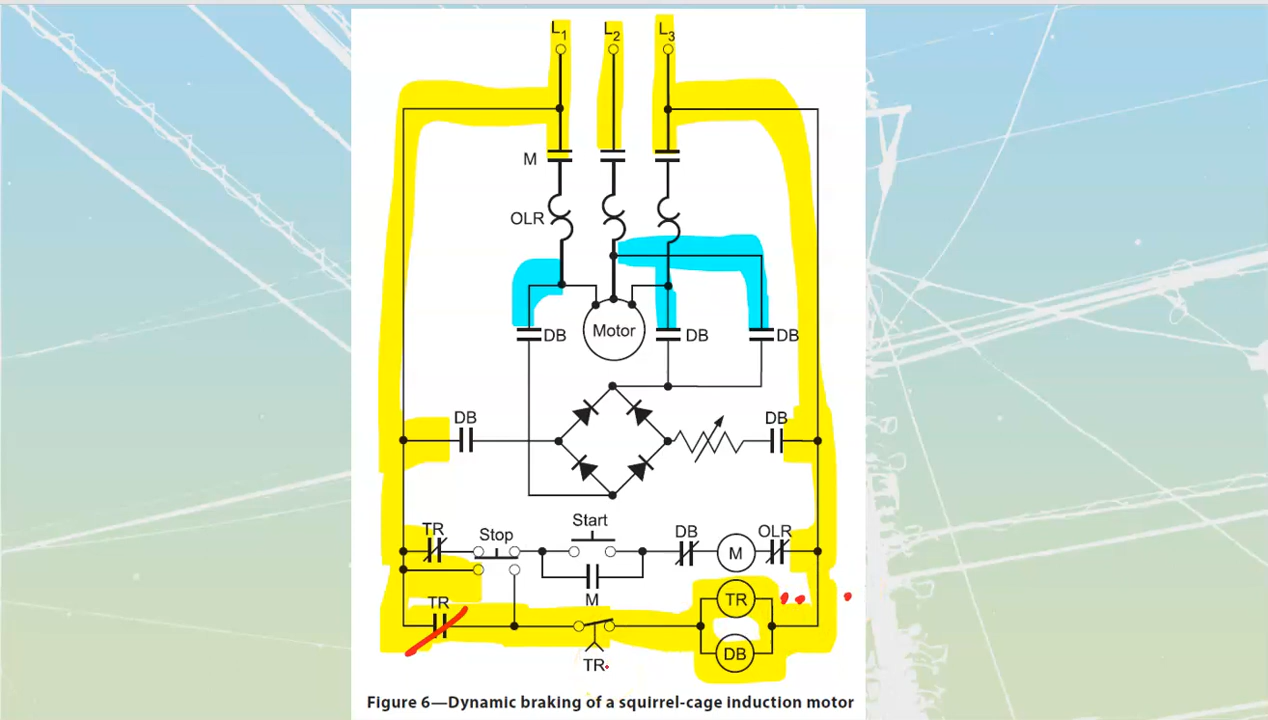 L1 L2 L3
M
OLR
DB Motor DB DB
DB DB
Start
TR Stop DB OLR
M
M
TR TR
DB
TR
Figure 6—Dynamic braking of a squirrel-cage induction motor